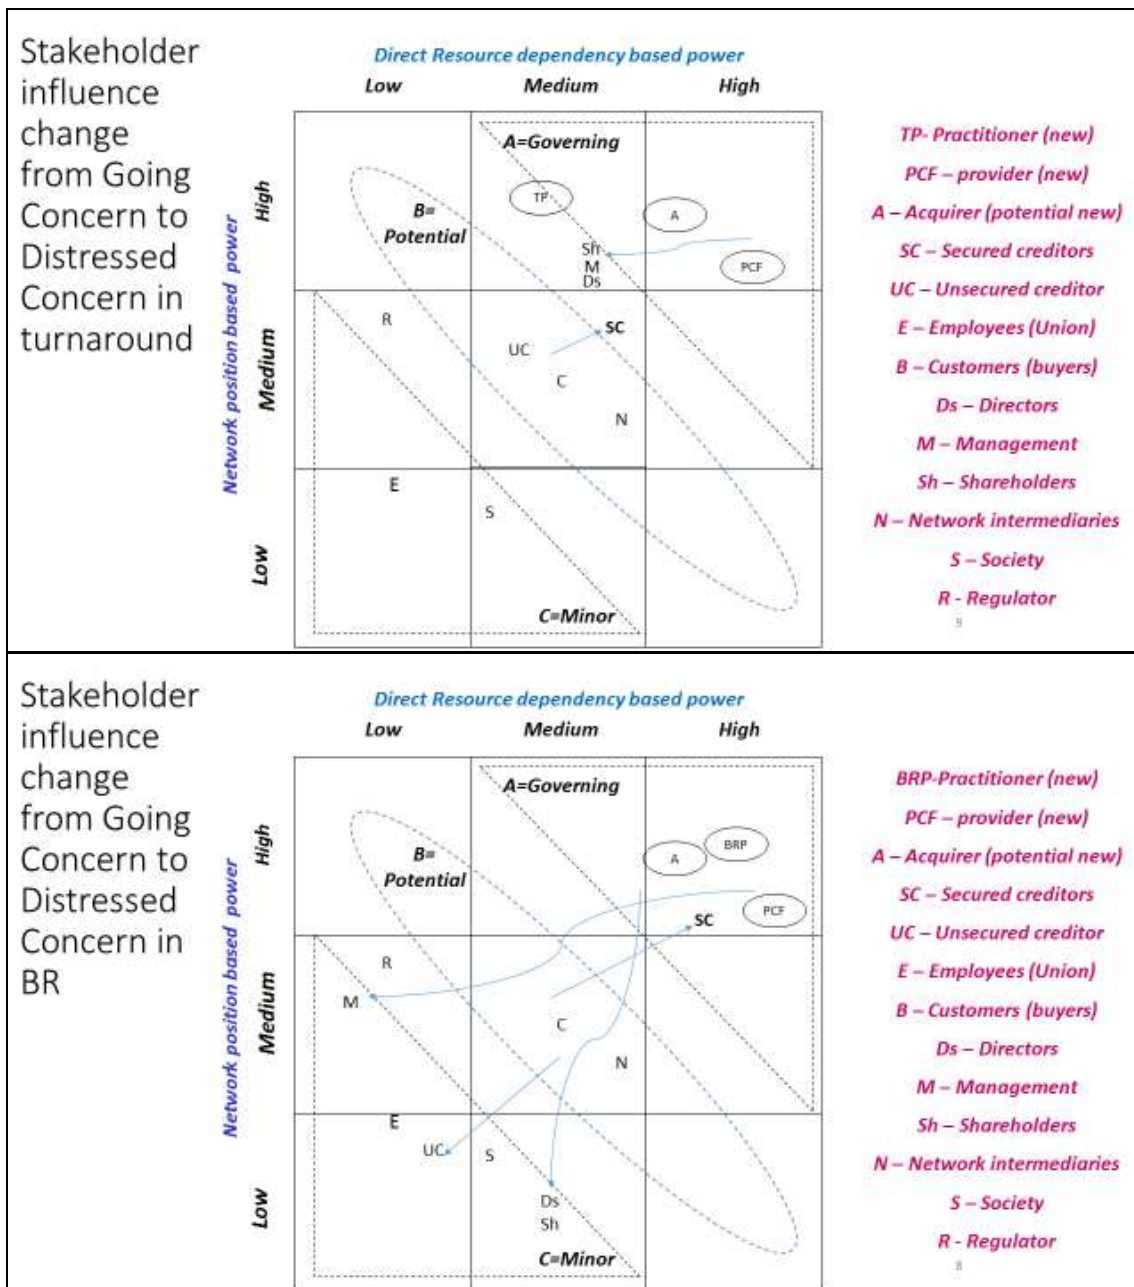 Stakeholder
influence
change
from Going
Concern to
Distressed
Concern in
turnaround
Direct Resource dependency based power
Low Medium High
Network position based power
High
Medium
Low
A=Governing
TP
A
B=
Potential
Sh
M
Ds
PCF
R
SC
UC
C
N
E
S
C=Minor
TP- Practitioner (new)
PCF – provider (new)
A – Acquirer (potential new)
SC – Secured creditors
UC – Unsecured creditor
E – Employees (Union)
B – Customers (buyers)
Ds – Directors
M – Management
Sh – Shareholders
N – Network intermediaries
S – Society
R - Regulator
Stakeholder
influence
change
from Going
Concern to
Distressed
Concern in
BR
Direct Resource dependency based power
Low Medium High
Network position based power
High
Medium
Low
A=Governing
BRP
A
B=
Potential
PCF
SC
R
M
C
N
E
UC
S
Ds
Sh
C=Minor
BRP-Practitioner (new)
PCF – provider (new)
A – Acquirer (potential new)
SC – Secured creditors
UC – Unsecured creditor
E – Employees (Union)
B – Customers (buyers)
Ds – Directors
M – Management
Sh – Shareholders
N – Network intermediaries
S – Society
R - Regulator